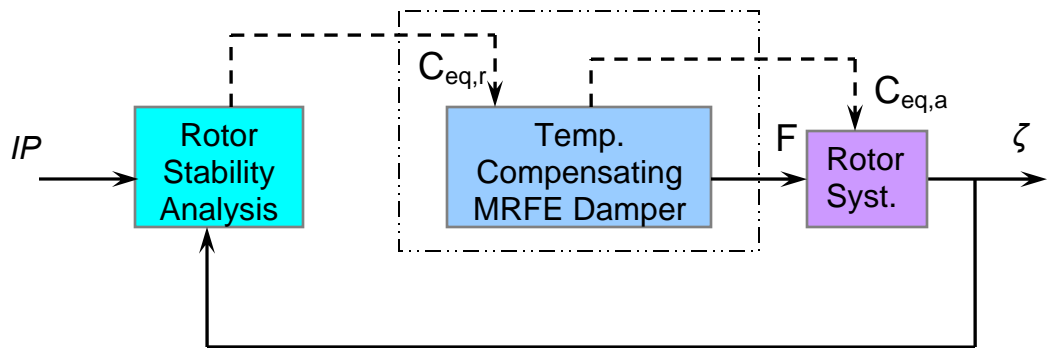 IP
Rotor
Stability
Analysis
C_eq,r
Temp.
Compensating
MRFE Damper
F
C_eq,a
Rotor
Syst.
ζ